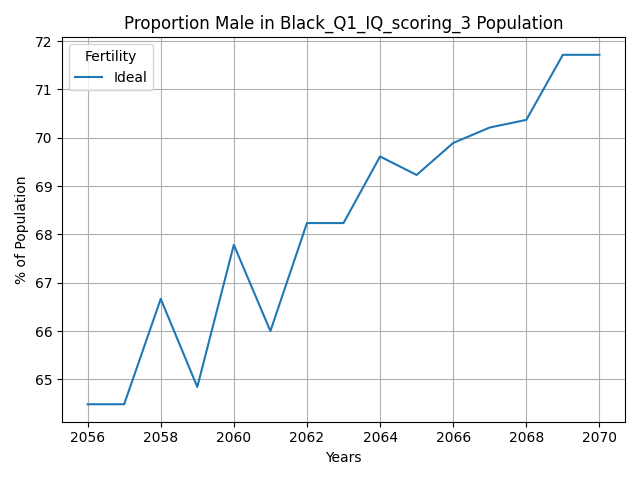 Proportion Male in Black_Q1_IQ_scoring_3 Population
Fertility
Ideal
% of Population
72
71
70
69
68
67
66
65
2056 2058 2060 2062 2064 2066 2068 2070
Years